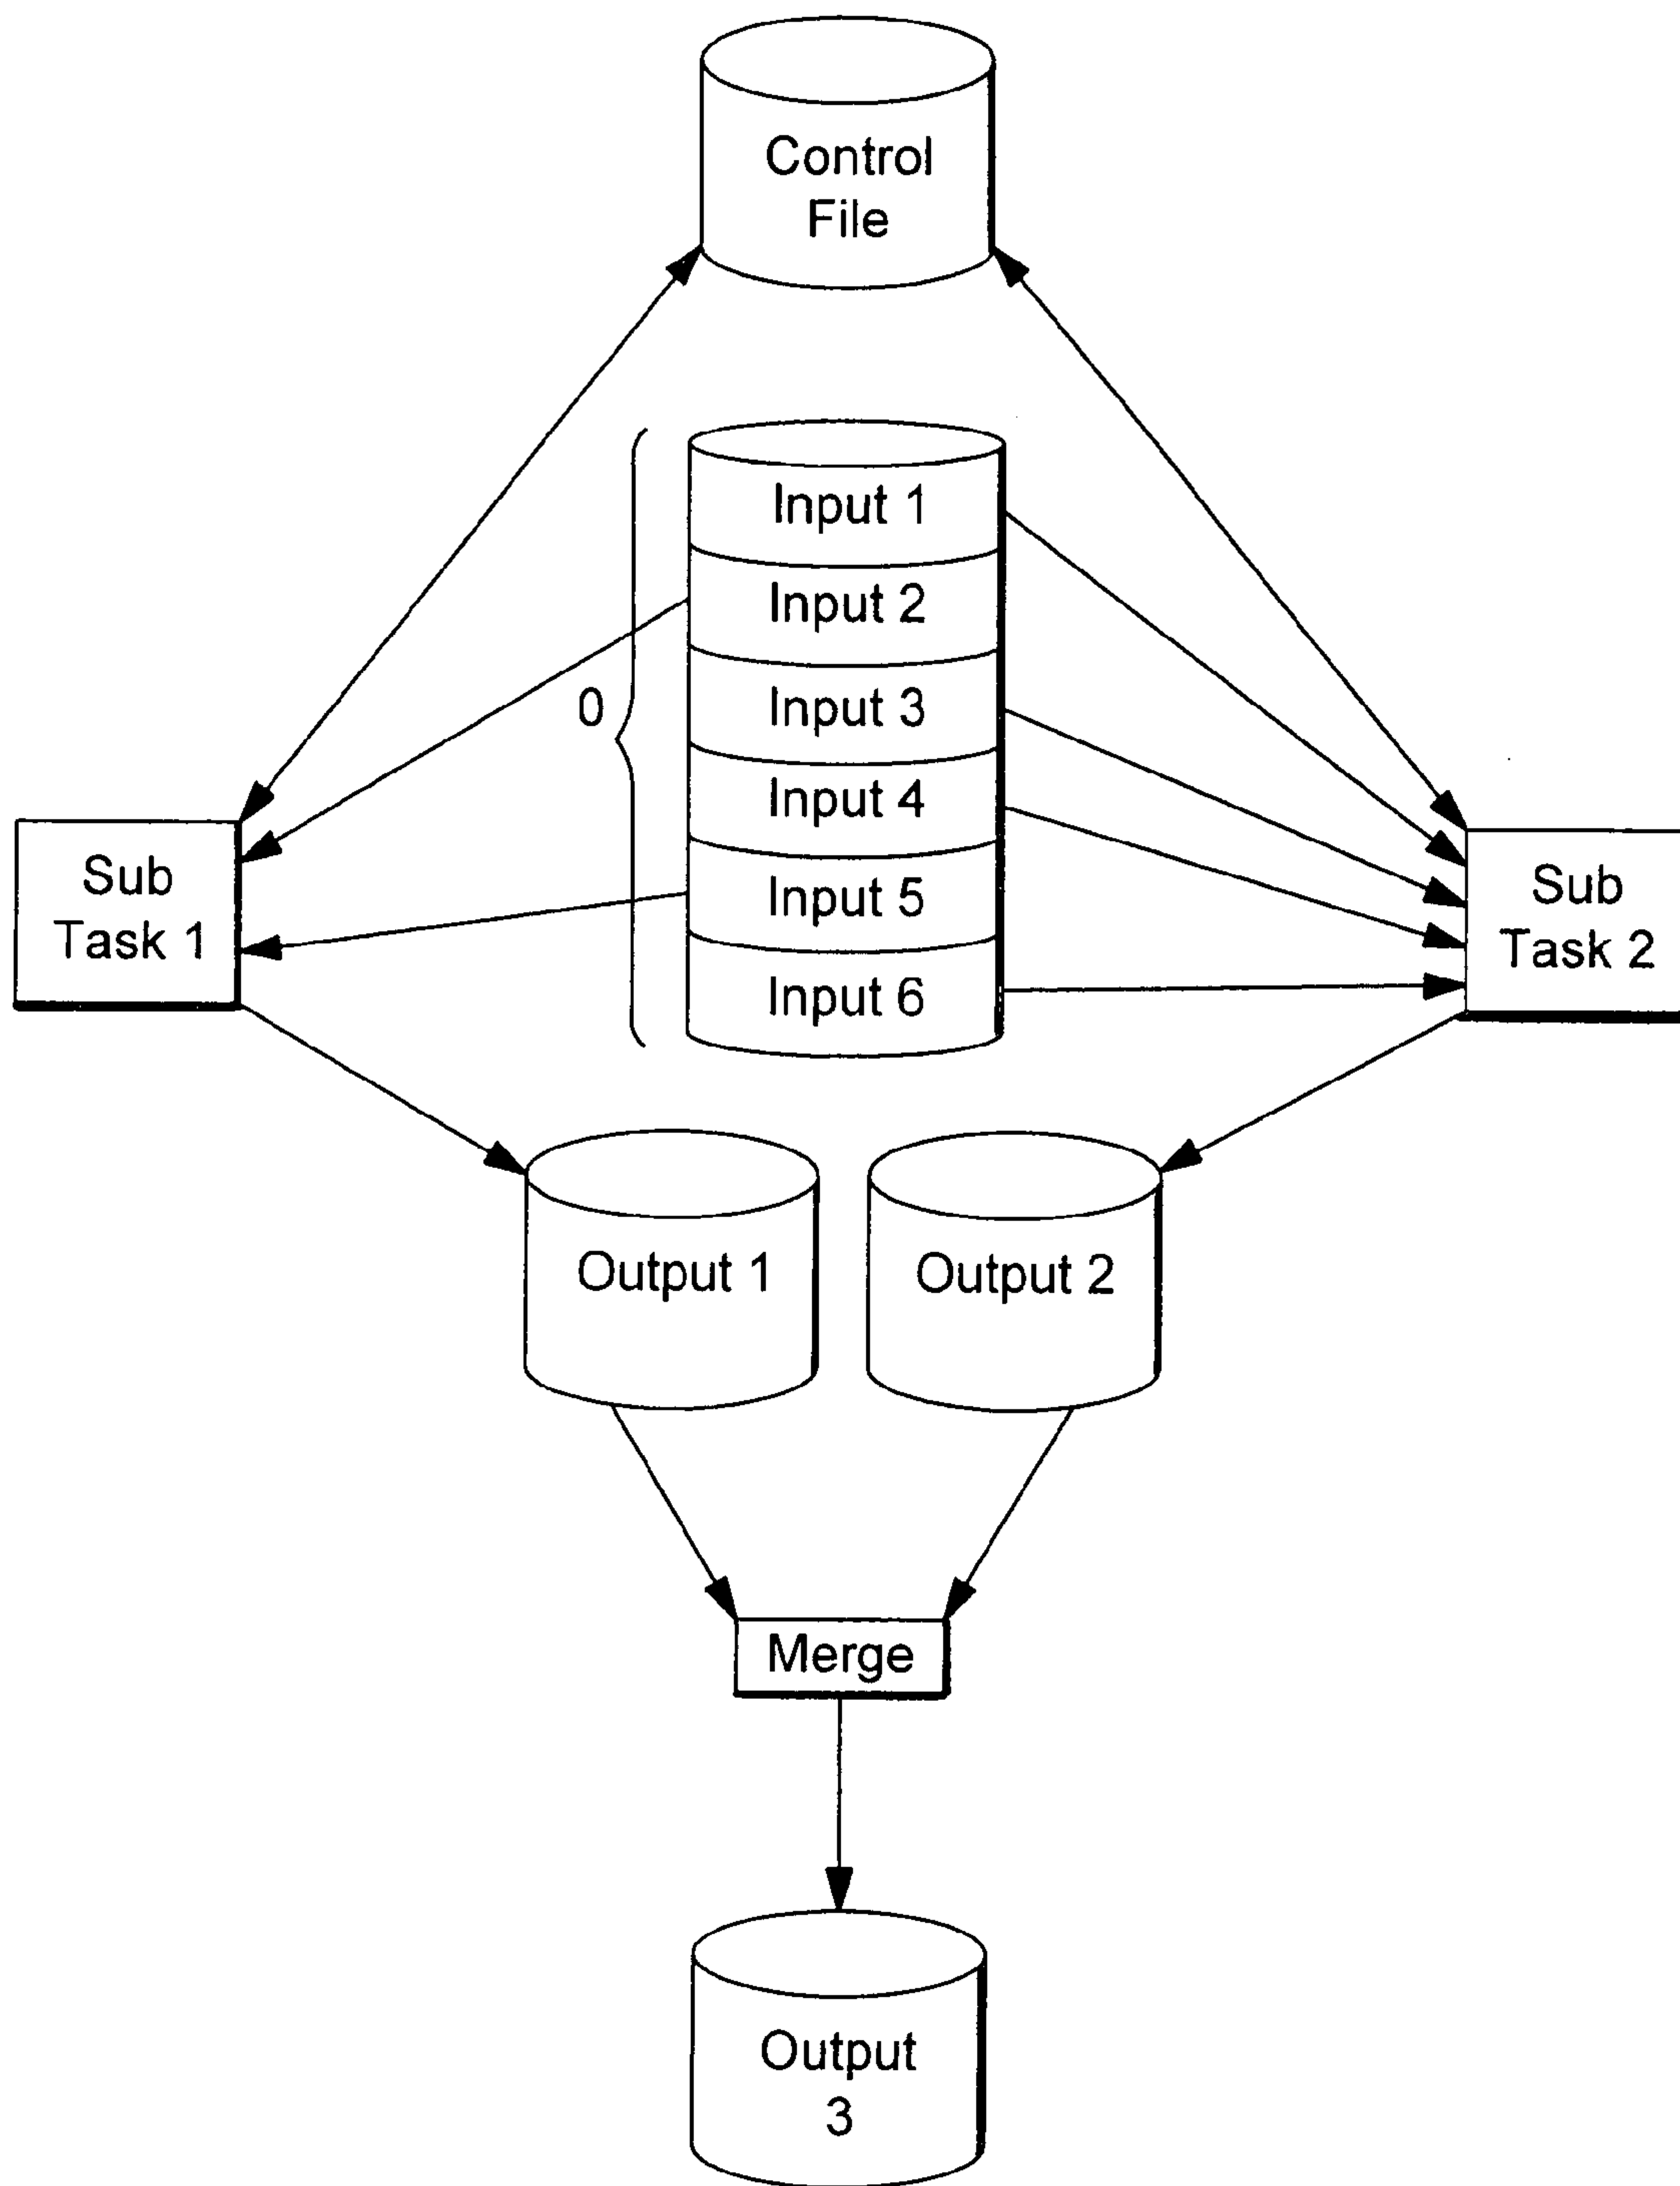 Control
File
Input 1
Input 2
0
Input 3
Input 4
Input 5
Input 6
Sub
Task 1
Sub
Task 2
Output 1
Output 2
Merge
Output
3